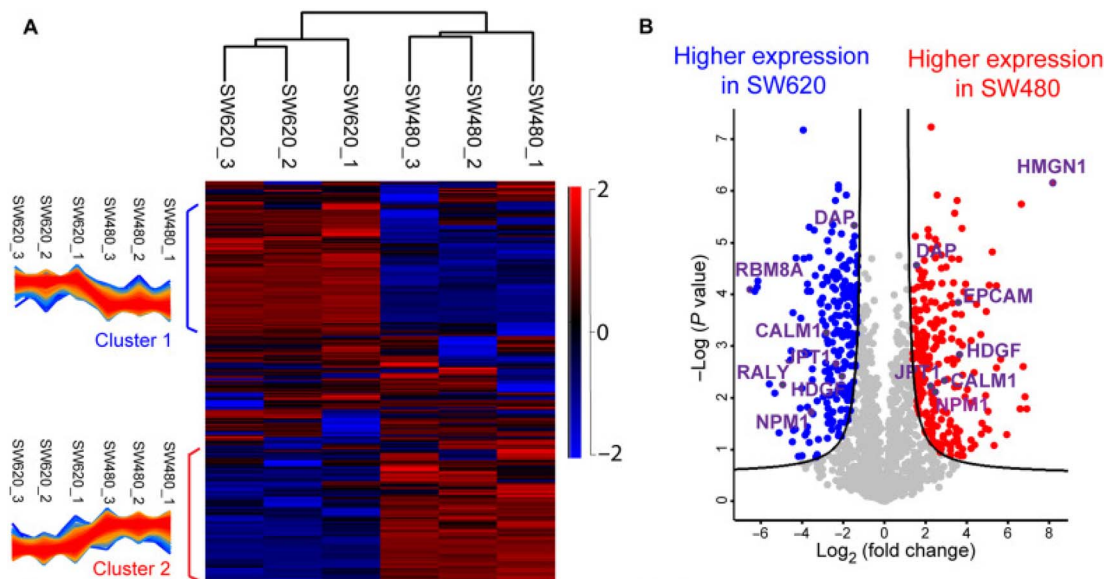 A
SW620_3
SW620_2
SW620_1
SW480_3
SW480_2
SW480_1
SW620_3
SW620_2
SW620_1
SW480_3
SW480_2
SW480_1
Cluster 1
SW620_3
SW620_2
SW620_1
SW480_3
SW480_2
SW480_1
Cluster 2
2
0
−2
B
Higher expression
in SW620
Higher expression
in SW480
−Log (P value)
7
6
5
4
3
2
1
0
HMGN1
DAP
DAP
RBM8A
EPCAM
CALM1
HDGF
JPT1
RALY
JPT1
CALM1
HDGF
NPM1
NPM1
-6
-4
-2
0
2
4
6
8
Log2 (fold change)